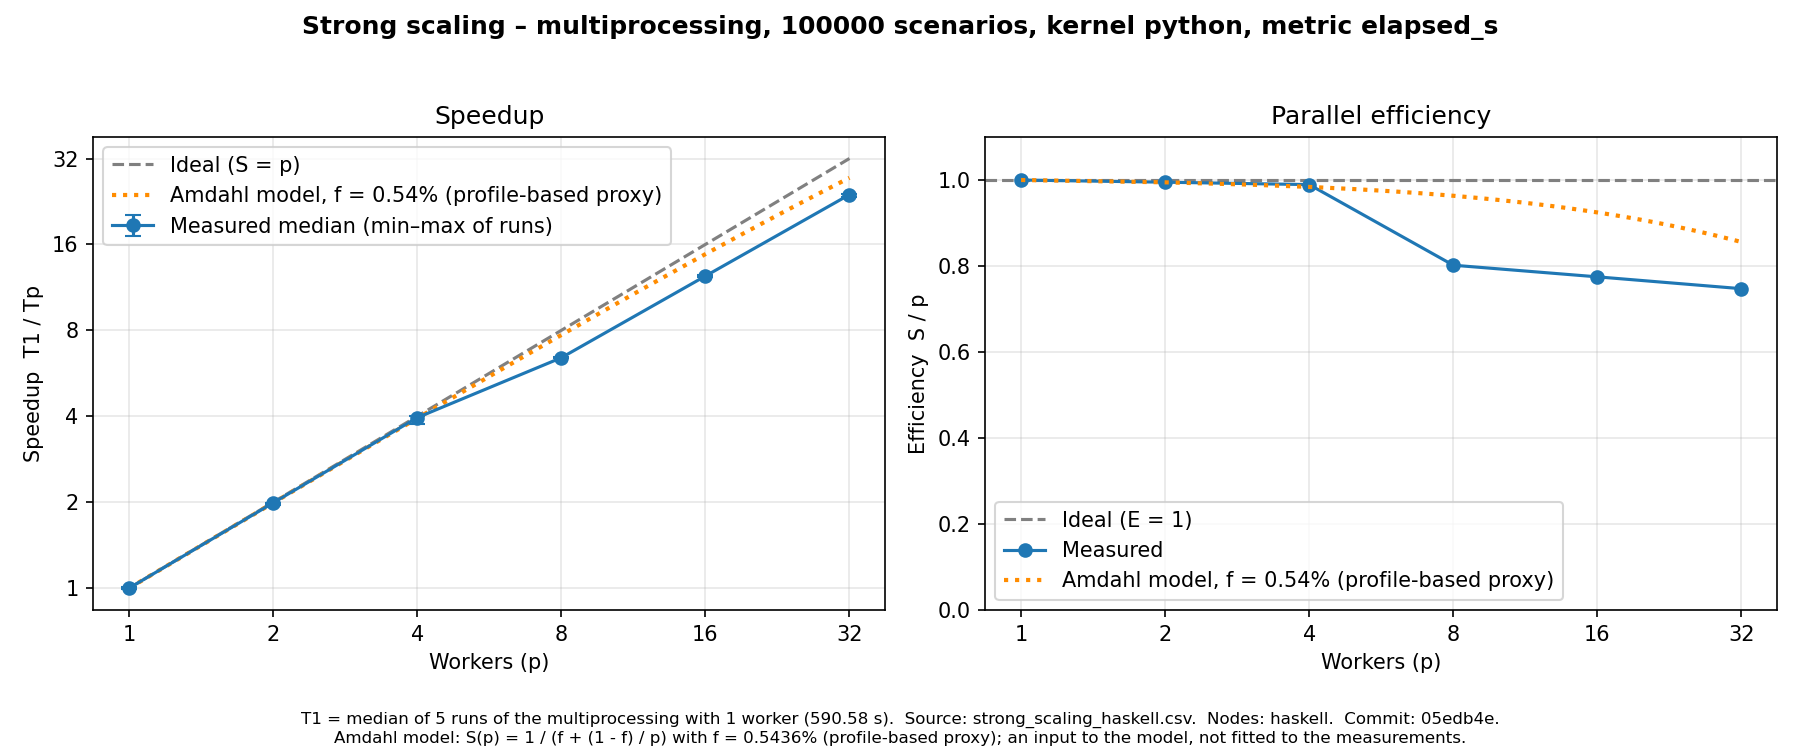 Strong scaling – multiprocessing, 100000 scenarios, kernel python, metric elapsed_s
Speedup
Ideal (S = p)
Amdahl model, f = 0.54% (profile-based proxy)
Measured median (min–max of runs)
Speedup T1 / Tp
32
16
8
4
2
1
1 2 4 8 16 32
Workers (p)
Parallel efficiency
Efficiency S / p
1.0
0.8
0.6
0.4
0.2
0.0
Ideal (E = 1)
Measured
Amdahl model, f = 0.54% (profile-based proxy)
1 2 4 8 16 32
Workers (p)
T1 = median of 5 runs of the multiprocessing with 1 worker (590.58 s). Source: strong_scaling_haskell.csv. Nodes: haskell. Commit: 05edb4e.
Amdahl model: S(p) = 1 / (f + (1 - f) / p) with f = 0.5436% (profile-based proxy); an input to the model, not fitted to the measurements.